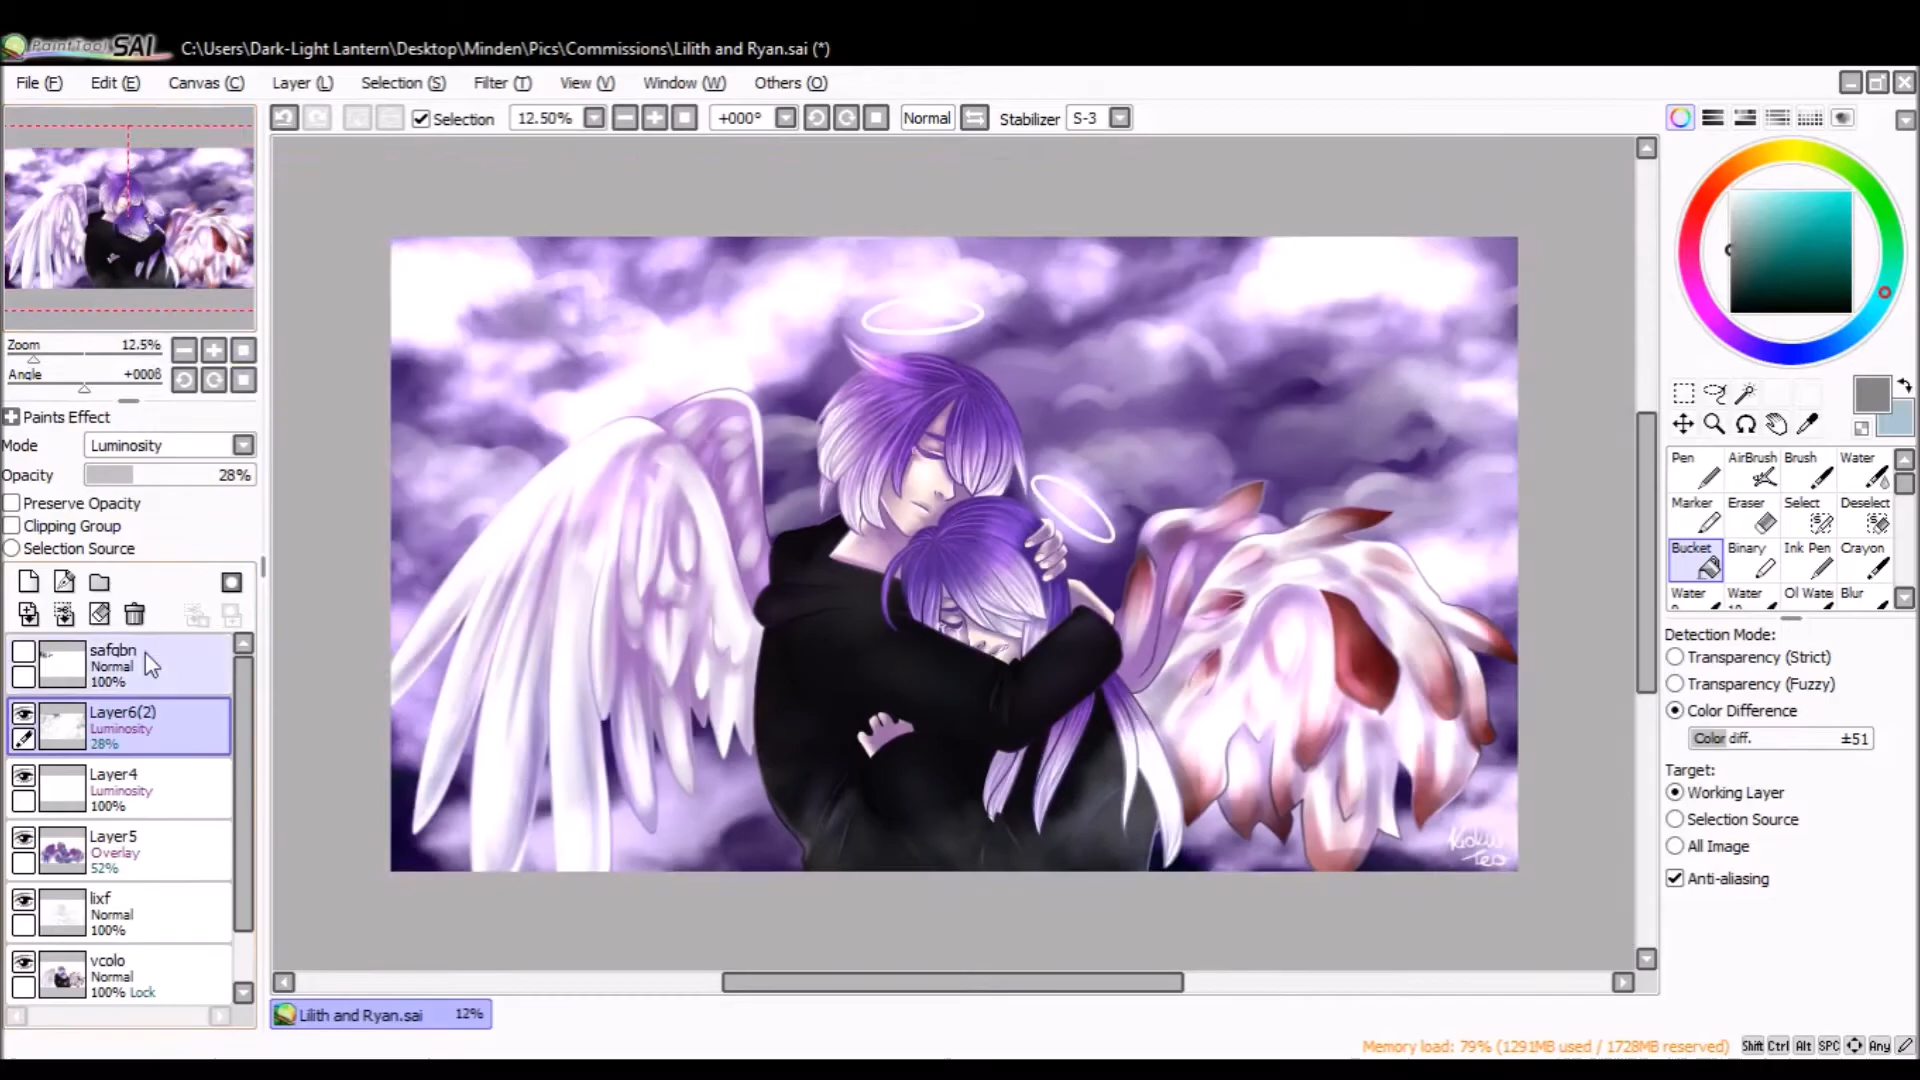 PaintTool SAI C:\Users\Dark-Light Lantern\Desktop\Minden\Pics\Commissions\Lilith and Ryan.sai (*)
File (F) Edit (E) Canvas (C) Layer (L) Selection (S) Filter (T) View (V) Window (W) Others (O)
Selection 12.50% +000° Normal Stabilizer S-3
Zoom 12.5%
Angle +0008
Paints Effect
Mode Luminosity
Opacity 28%
Preserve Opacity
Clipping Group
Selection Source
safqbn
Normal
100%
Layer6(2)
Luminosity
28%
Layer4
Luminosity
100%
Layer5
Overlay
52%
lixf
Normal
100%
vcolo
Normal
100% Lock
Pen AirBrush Brush Water
Marker Eraser Select Deselect
Bucket Binary Ink Pen Crayon
Water Water Ol Wate Blur
Detection Mode:
Transparency (Strict)
Transparency (Fuzzy)
Color Difference
Color diff. ±51
Target:
Working Layer
Selection Source
All Image
Anti-aliasing
Teo
Lilith and Ryan.sai 12%
Memory load: 79% (1291MB used / 1728MB reserved) Shift Ctrl Alt SPC Any